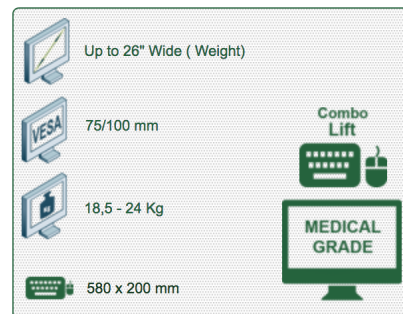 Up to 26" Wide ( Weight)
VESA
75/100 mm
18,5 - 24 Kg
580 x 200 mm
Combo
Lift
MEDICAL
GRADE